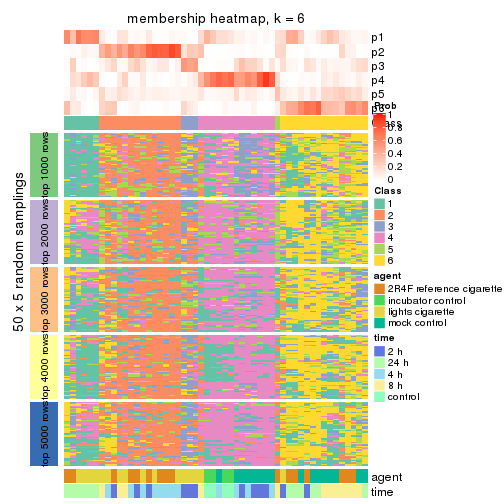 membership heatmap, k = 6
p1
p2
p3
p4
p5
p6
Class
Prob
1
0.8
0.6
0.4
0.2
0
Class
1
2
3
4
5
6
agent
2R4F reference cigarette
incubator control
lights cigarette
mock control
time
2 h
24 h
4 h
8 h
control
50 x 5 random samplings
top 1000 rows
top 2000 rows
top 3000 rows
top 4000 rows
top 5000 rows
agent
time